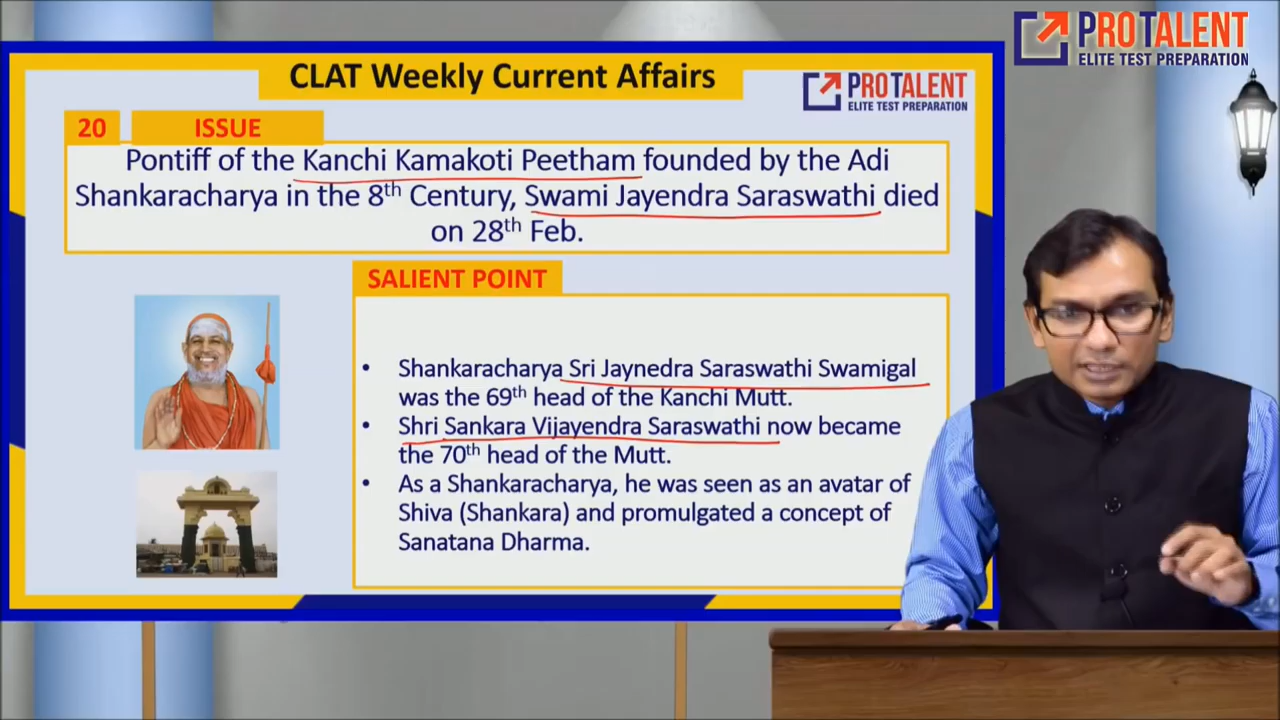 PROTALENT
ELITE TEST PREPARATION
CLAT Weekly Current Affairs
PROTALENT
ELITE TEST PREPARATION
20
ISSUE
Pontiff of the Kanchi Kamakoti Peetham founded by the Adi
Shankaracharya in the 8th Century, Swami Jayendra Saraswathi died
on 28th Feb.
SALIENT POINT
• Shankaracharya Sri Jaynedra Saraswathi Swamigal
was the 69th head of the Kanchi Mutt.
• Shri Sankara Vijayendra Saraswathi now became
the 70th head of the Mutt.
• As a Shankaracharya, he was seen as an avatar of
Shiva (Shankara) and promulgated a concept of
Sanatana Dharma.